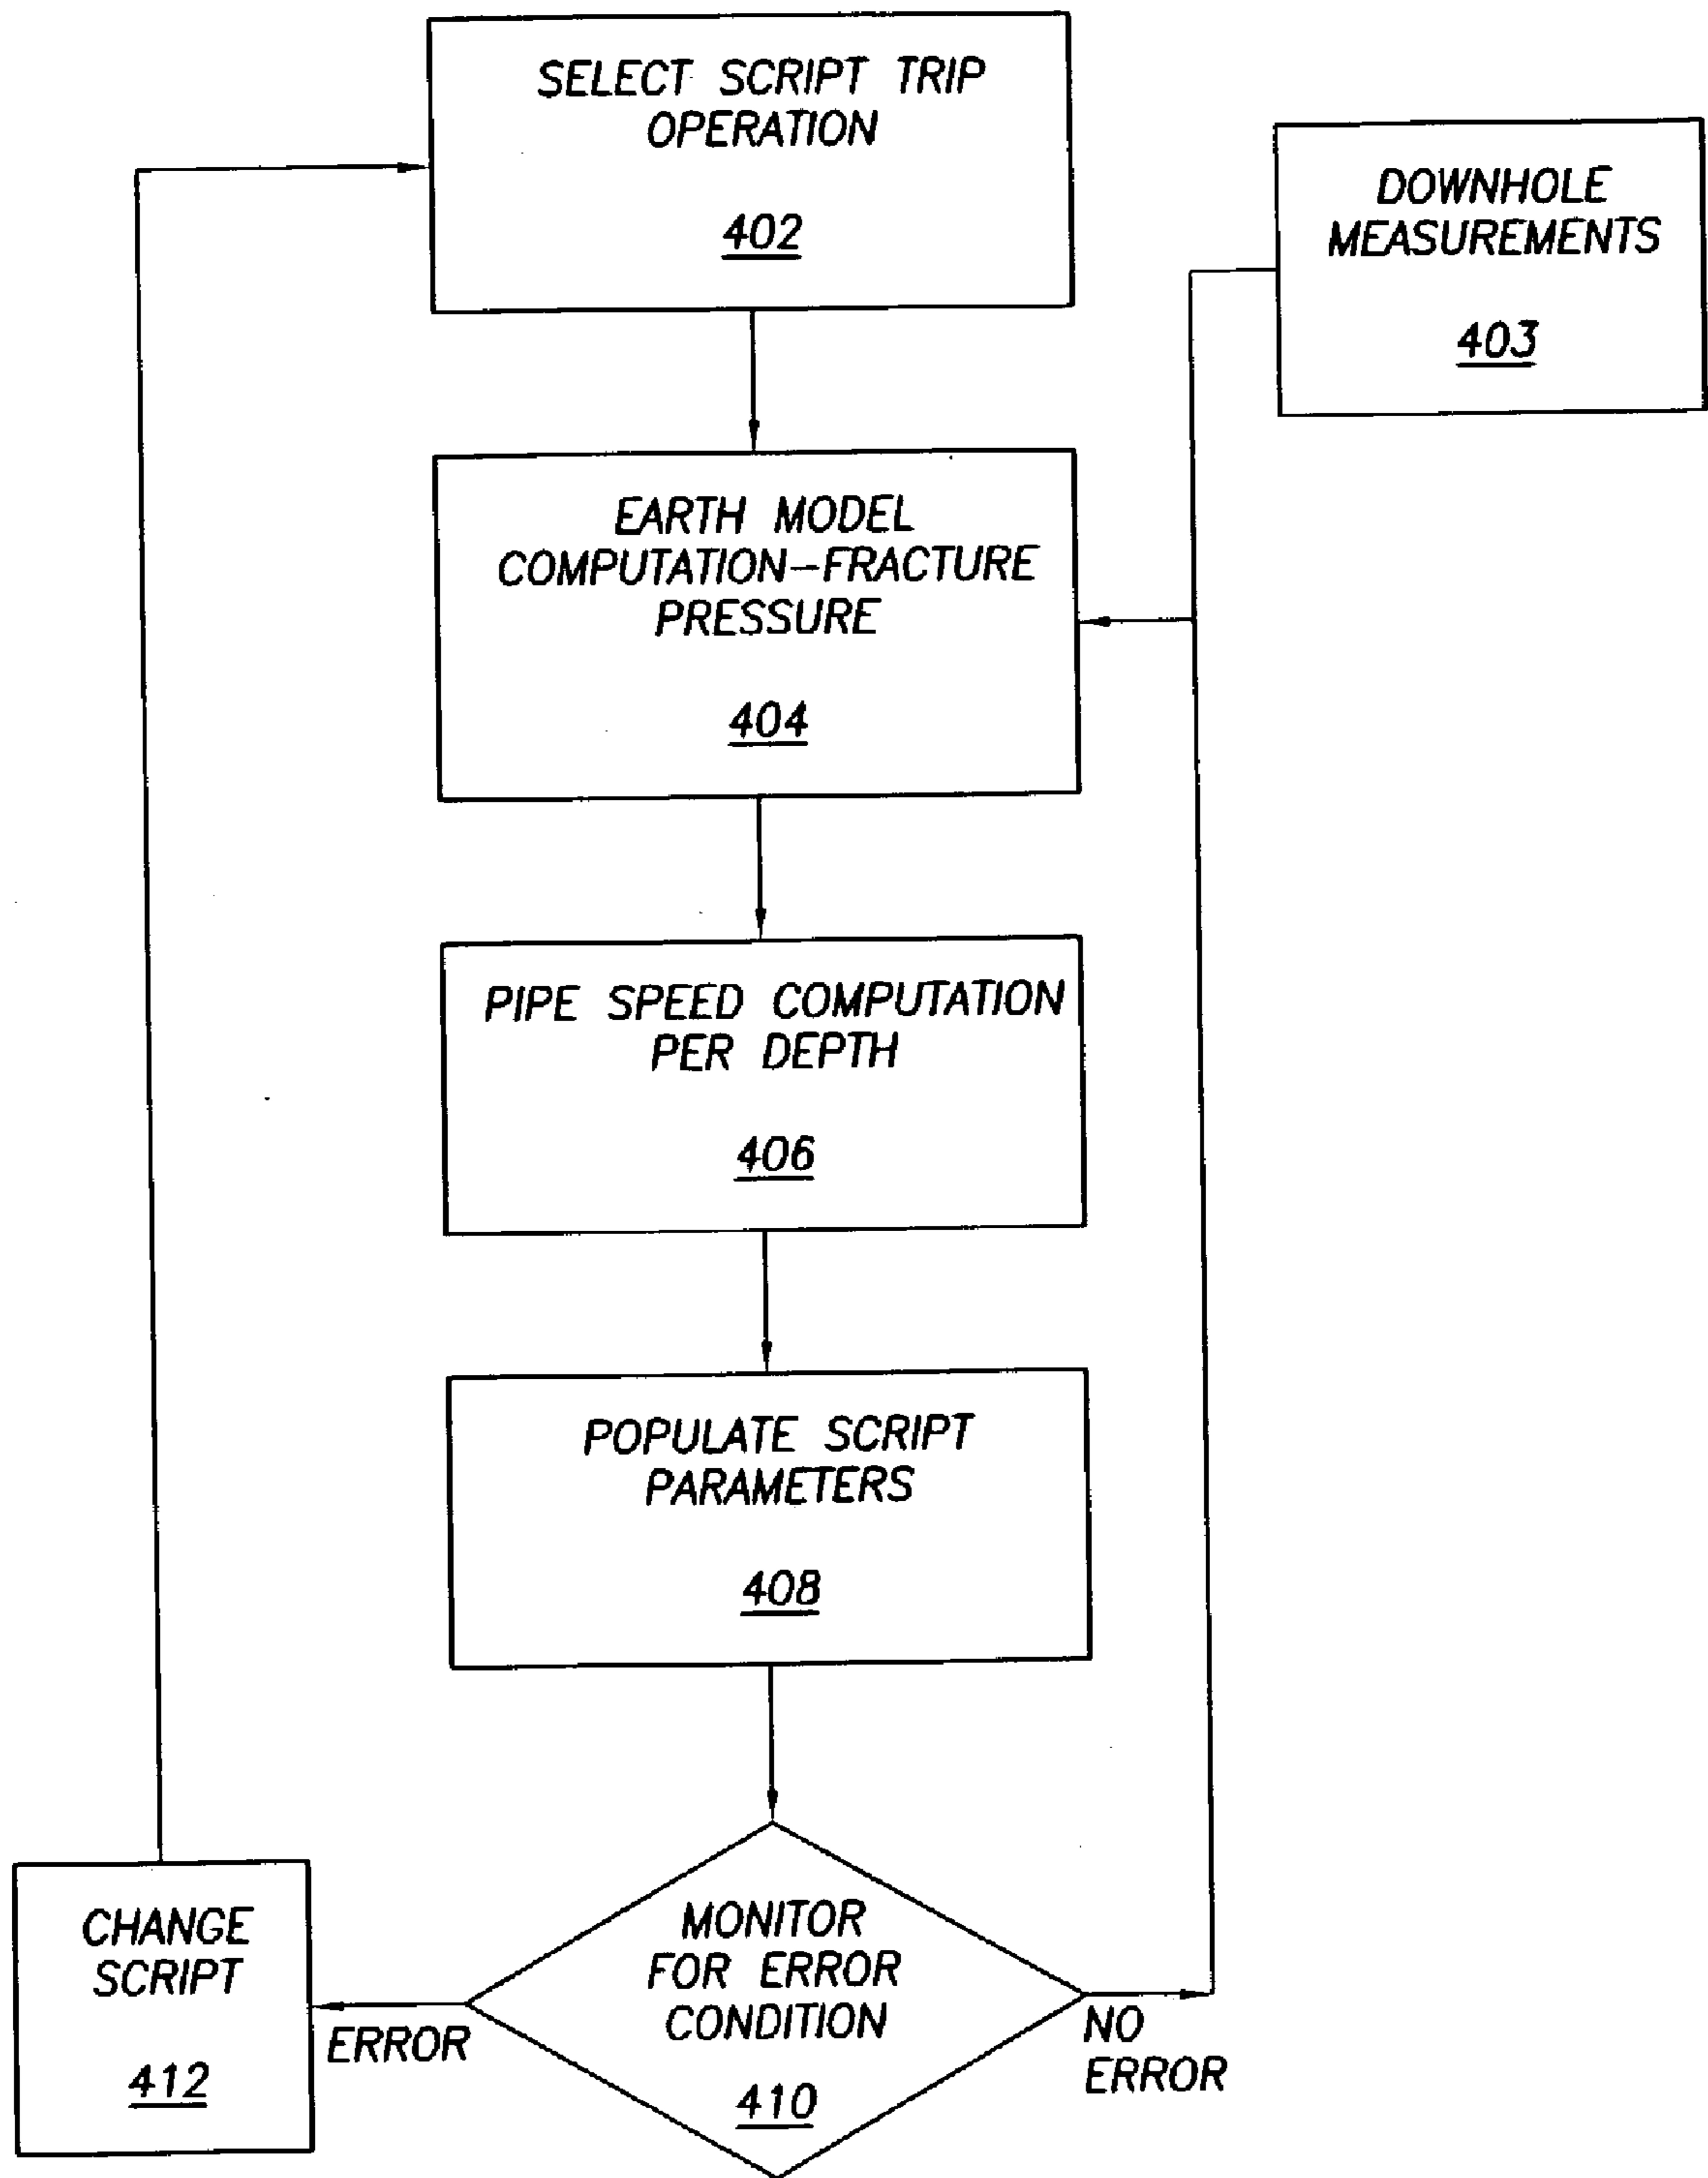 SELECT SCRIPT TRIP
OPERATION
402
DOWNHOLE
MEASUREMENTS
403
EARTH MODEL
COMPUTATION–FRACTURE
PRESSURE
404
PIPE SPEED COMPUTATION
PER DEPTH
406
POPULATE SCRIPT
PARAMETERS
408
MONITOR
FOR ERROR
CONDITION
410
CHANGE
SCRIPT
412
ERROR
NO
ERROR